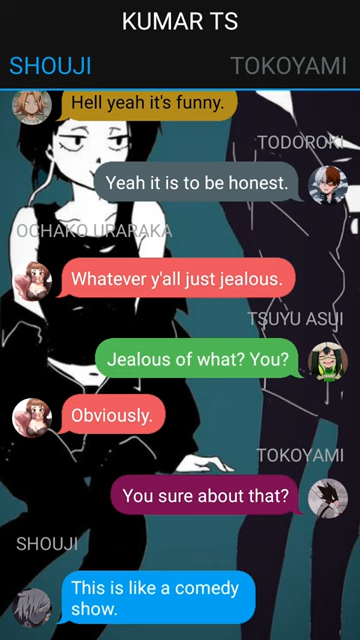 KUMAR TS
SHOUJI
TOKOYAMI
Hell yeah it's funny.
TODOROKI
Yeah it is to be honest.
OCHAKO URARAKA
Whatever y'all just jealous.
TSUYU ASUI
Jealous of what? You?
Obviously.
TOKOYAMI
You sure about that?
SHOUJI
This is like a comedy
show.